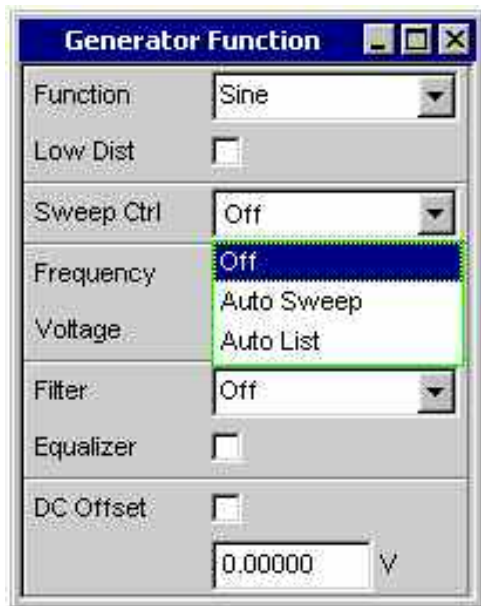 Generator Function
Function Sine
Low Dist
Sweep Ctrl Off
Off
Frequency
Auto Sweep
Voltage
Auto List
Filter Off
Equalizer
DC Offset
0.00000 V